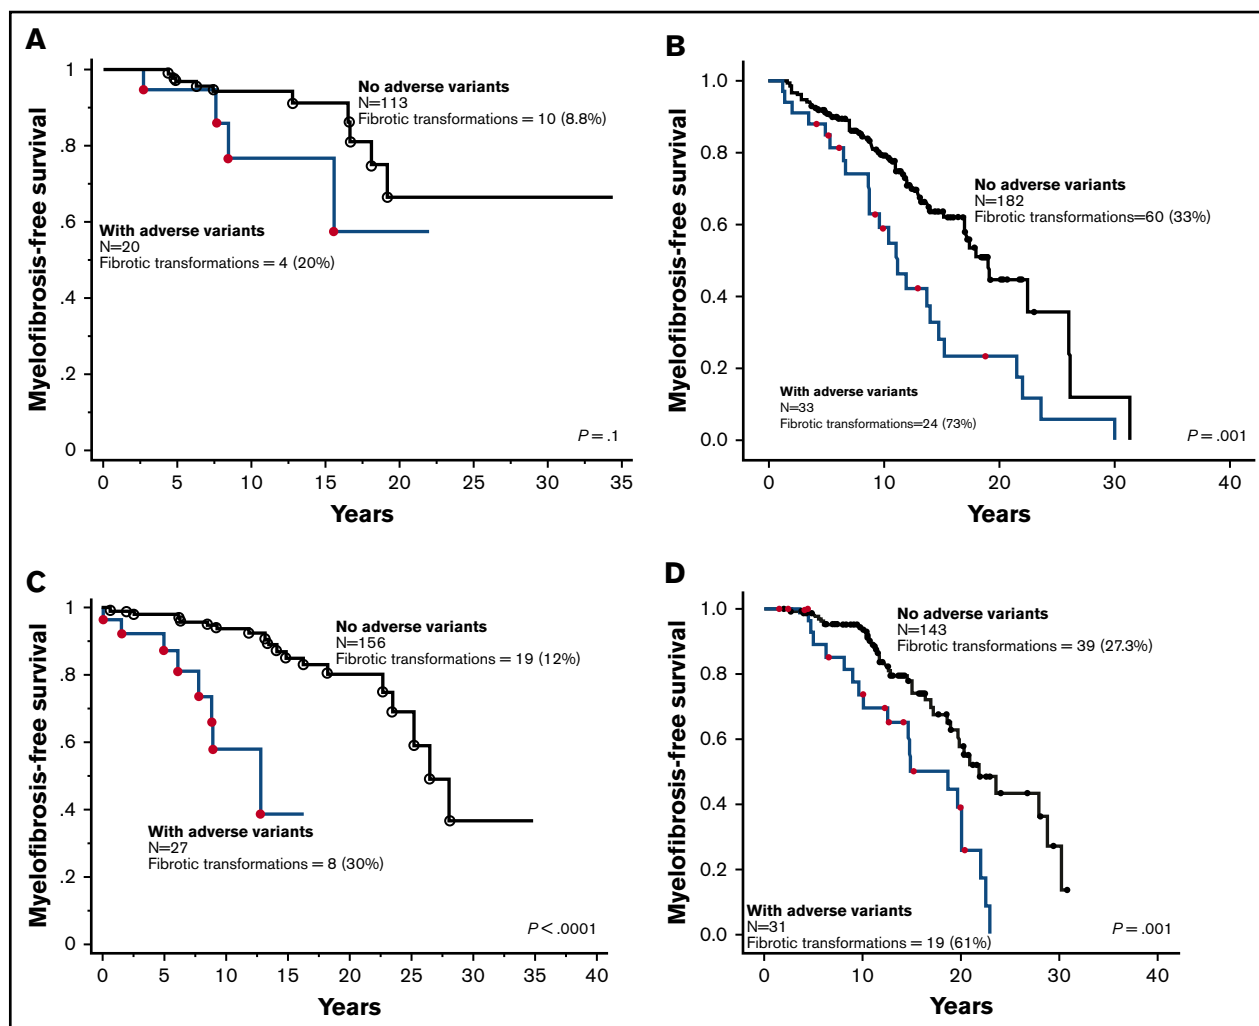 A
Myelofibrosis-free survival
1
.8
.6
.4
.2
0
No adverse variants
N=113
Fibrotic transformations = 10 (8.8%)
With adverse variants
N=20
Fibrotic transformations = 4 (20%)
P = .1
0 5 10 15 20 25 30 35
Years
B
Myelofibrosis-free survival
1.0
0.8
0.6
0.4
0.2
0.0
No adverse variants
N=182
Fibrotic transformations=60 (33%)
With adverse variants
N=33
Fibrotic transformations=24 (73%)
P = .001
0 10 20 30 40
Years
C
Myelofibrosis-free survival
1
.8
.6
.4
.2
0
No adverse variants
N=156
Fibrotic transformations = 19 (12%)
With adverse variants
N=27
Fibrotic transformations = 8 (30%)
P < .0001
0 5 10 15 20 25 30 35 40
Years
D
Myelofibrosis-free survival
1.0
0.8
0.6
0.4
0.2
0.0
No adverse variants
N=143
Fibrotic transformations = 39 (27.3%)
With adverse variants
N=31
Fibrotic transformations = 19 (61%)
P = .001
0 10 20 30 40
Years